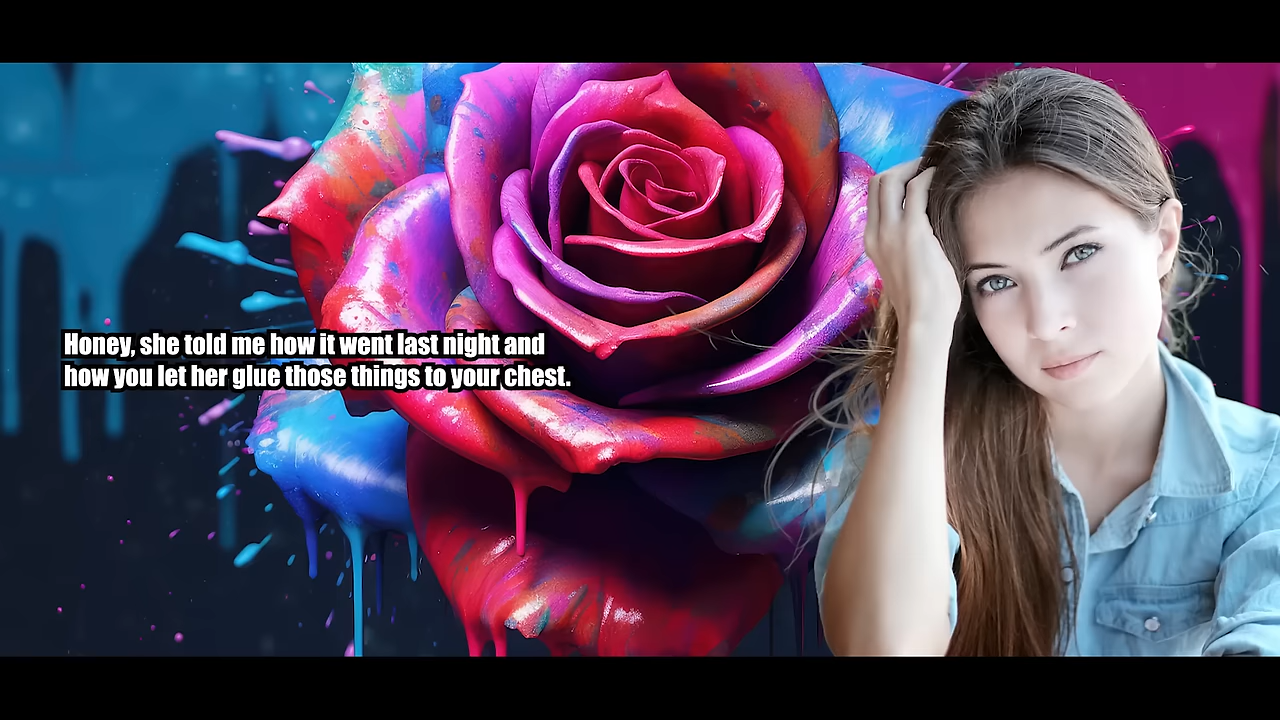 Honey, she told me how it went last night and
how you let her glue those things to your chest.